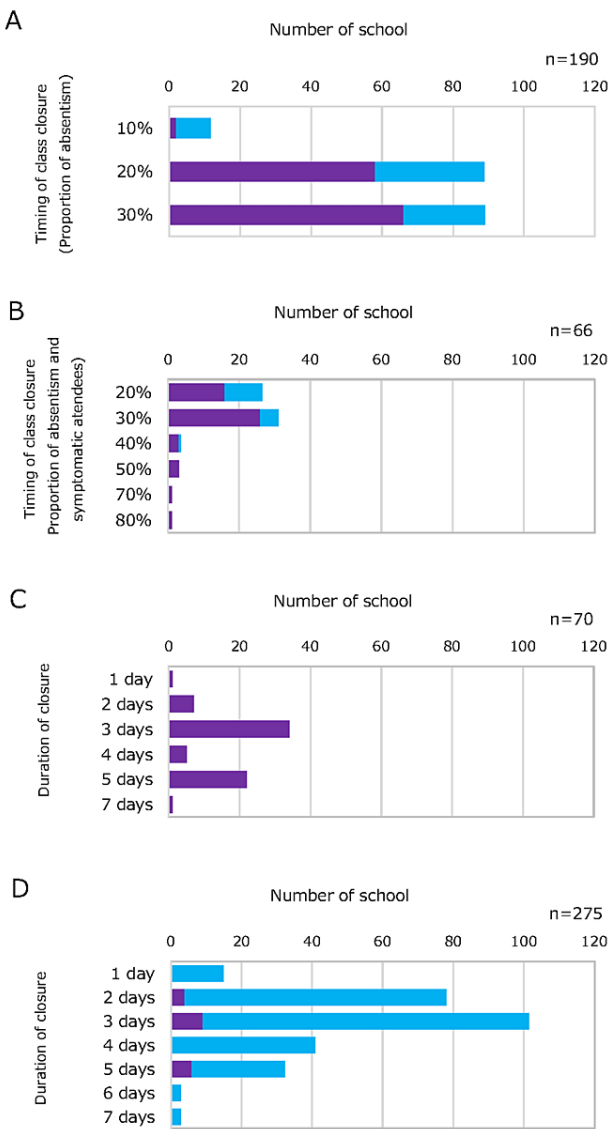 A
Number of school
n=190
0 20 40 60 80 100 120
Timing of class closure
(Proportion of absentism)
10%
20%
30%
B
Number of school
n=66
0 20 40 60 80 100 120
Timing of class closure
Proportion of absentism and
symptomatic atendees)
20%
30%
40%
50%
70%
80%
C
Number of school
n=70
0 20 40 60 80 100 120
Duration of closure
1 day
2 days
3 days
4 days
5 days
7 days
D
Number of school
n=275
0 20 40 60 80 100 120
Duration of closure
1 day
2 days
3 days
4 days
5 days
6 days
7 days